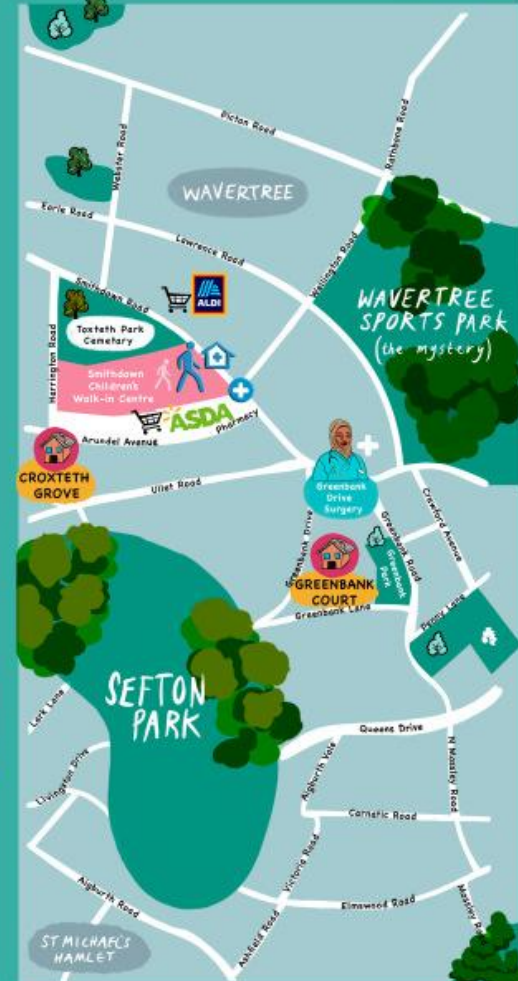 Picton Road
Rathbone Road
Webster Road
WAVERTREE
Earle Road
Lawrence Road
Wellington Road
Smithdown Road
ALDI
WAVERTREE
SPORTS PARK
(the mystery)
Toxteth Park
Cemetery
Harrington Road
Smithdown
Children's
Walk-in Centre
ASDA
Pharmacy
Arundel Avenue
CROXTETH
GROVE
Ullet Road
Greenbank
Drive
Surgery
Greenbank Drive
Greenbank Road
Crawford Avenue
Greenbank
Park
GREENBANK
COURT
Greenbank Lane
Penny Lane
SEFTON
PARK
Lark Lane
Queens Drive
Livingston Drive
Aigburth Vale
N Mossley Road
Carnatic Road
Victoria Road
Aigburth Road
Elmswood Road
Mossley Road
Ashfield Road
ST MICHAEL'S
HAMLET